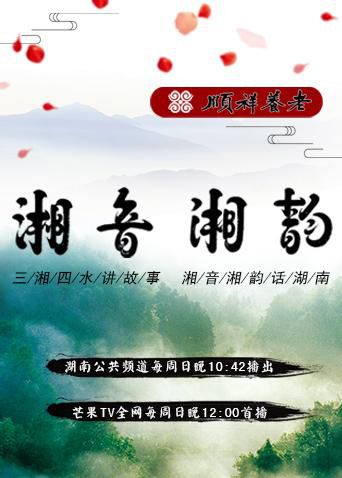 顺祥養老
湘音湘韵
三/湘/四/水/讲/故/事 湘/音/湘/韵/话/湖/南
湖南公共频道每周日晚10:42播出
芒果TV全网每周日晚12:00首播